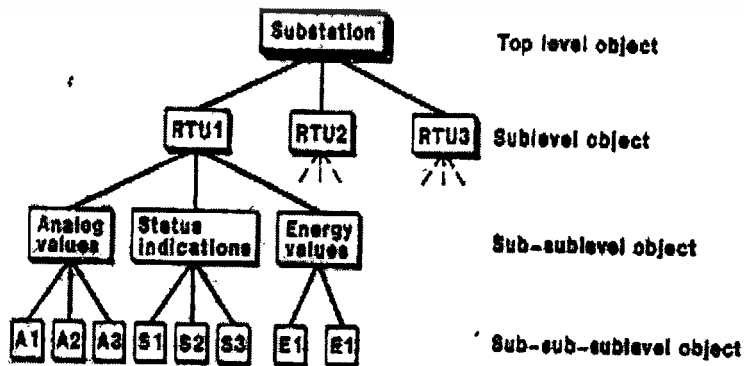 Substation
Top level object
RTU1
RTU2
RTU3
Sublevel object
Analog
values
Status
indications
Energy
values
Sub-sublevel object
A1
A2
A3
S1
S2
S3
E1
E1
Sub-sub-sublevel object